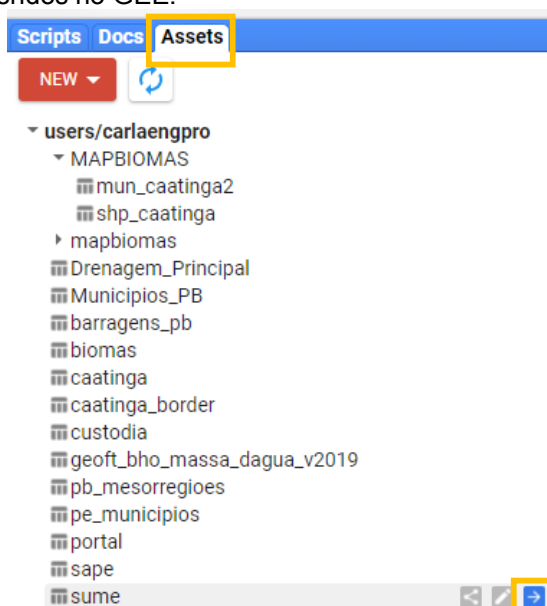 Scripts Docs Assets
NEW
users/carlaengpro
MAPBIOMAS
mun_caatinga2
shp_caatinga
mapbiomas
Drenagem_Principal
Municipios_PB
barragens_pb
biomas
caatinga
caatinga_border
custodia
geoft_bho_massa_dagua_v2019
pb_mesorregioes
pe_municipios
portal
sape
sume